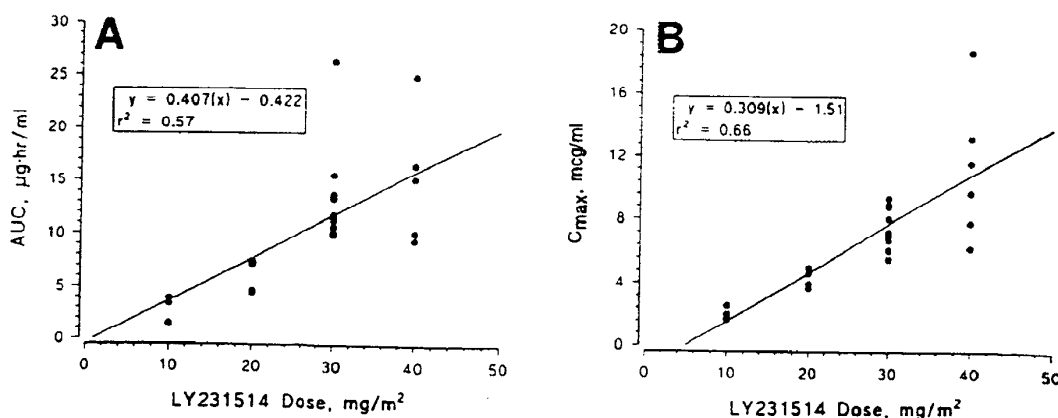 A
30
25
20
15
10
5
0
AUC, µg·hr/ml
y = 0.407(x) − 0.422
r² = 0.57
0 10 20 30 40 50
LY231514 Dose, mg/m²
B
20
16
12
8
4
0
Cmax, mcg/ml
y = 0.309(x) − 1.51
r² = 0.66
0 10 20 30 40 50
LY231514 Dose, mg/m²